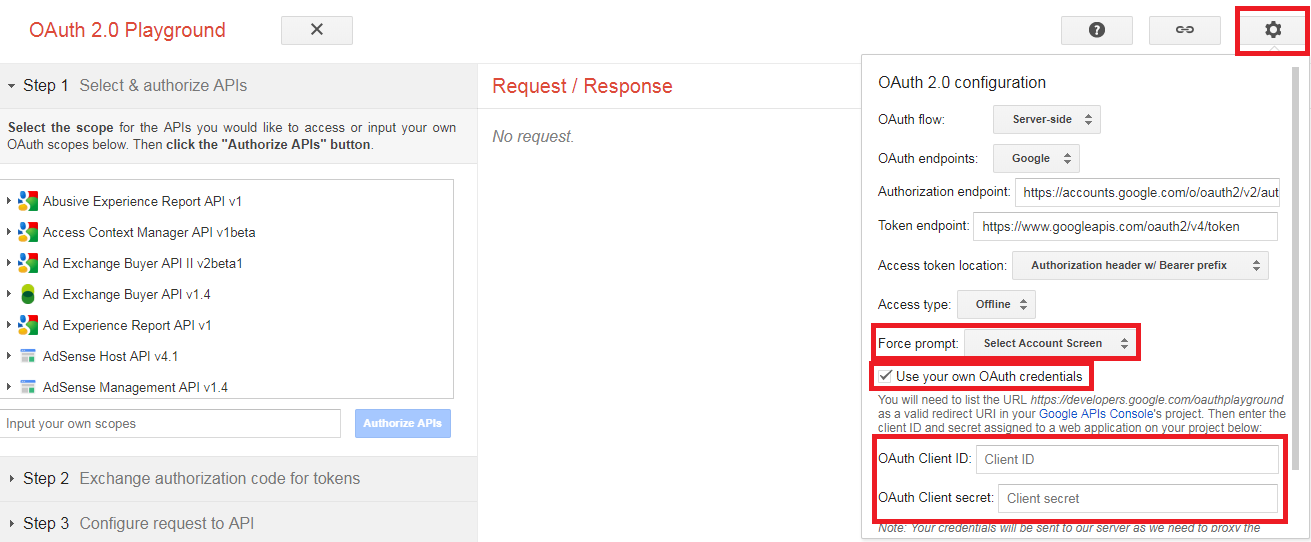 OAuth 2.0 Playground
Step 1 Select & authorize APIs
Select the scope for the APIs you would like to access or input your own
OAuth scopes below. Then click the "Authorize APIs" button.
Abusive Experience Report API v1
Access Context Manager API v1beta
Ad Exchange Buyer API II v2beta1
Ad Exchange Buyer API v1.4
Ad Experience Report API v1
AdSense Host API v4.1
AdSense Management API v1.4
Input your own scopes
Authorize APIs
Step 2 Exchange authorization code for tokens
Step 3 Configure request to API
Request / Response
No request.
OAuth 2.0 configuration
OAuth flow: Server-side
OAuth endpoints: Google
Authorization endpoint: https://accounts.google.com/o/oauth2/v2/aut
Token endpoint: https://www.googleapis.com/oauth2/v4/token
Access token location: Authorization header w/ Bearer prefix
Access type: Offline
Force prompt: Select Account Screen
Use your own OAuth credentials
You will need to list the URL https://developers.google.com/oauthplayground
as a valid redirect URI in your Google APIs Console's project. Then enter the
client ID and secret assigned to a web application on your project below:
OAuth Client ID: Client ID
OAuth Client secret: Client secret
Note: Your credentials will be sent to our server as we need to proxy the